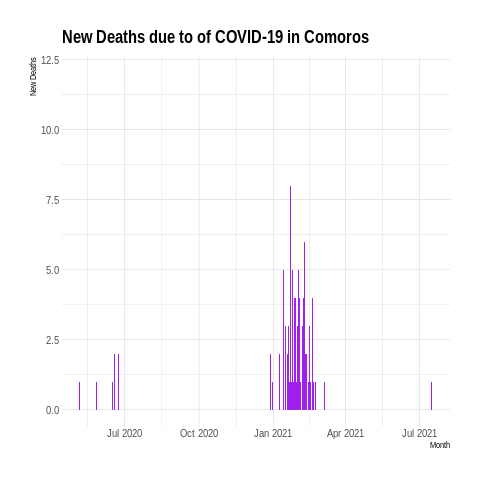 New Deaths due to of COVID-19 in Comoros
New Deaths
12.5
10.0
7.5
5.0
2.5
0.0
Jul 2020 Oct 2020 Jan 2021 Apr 2021 Jul 2021
Month